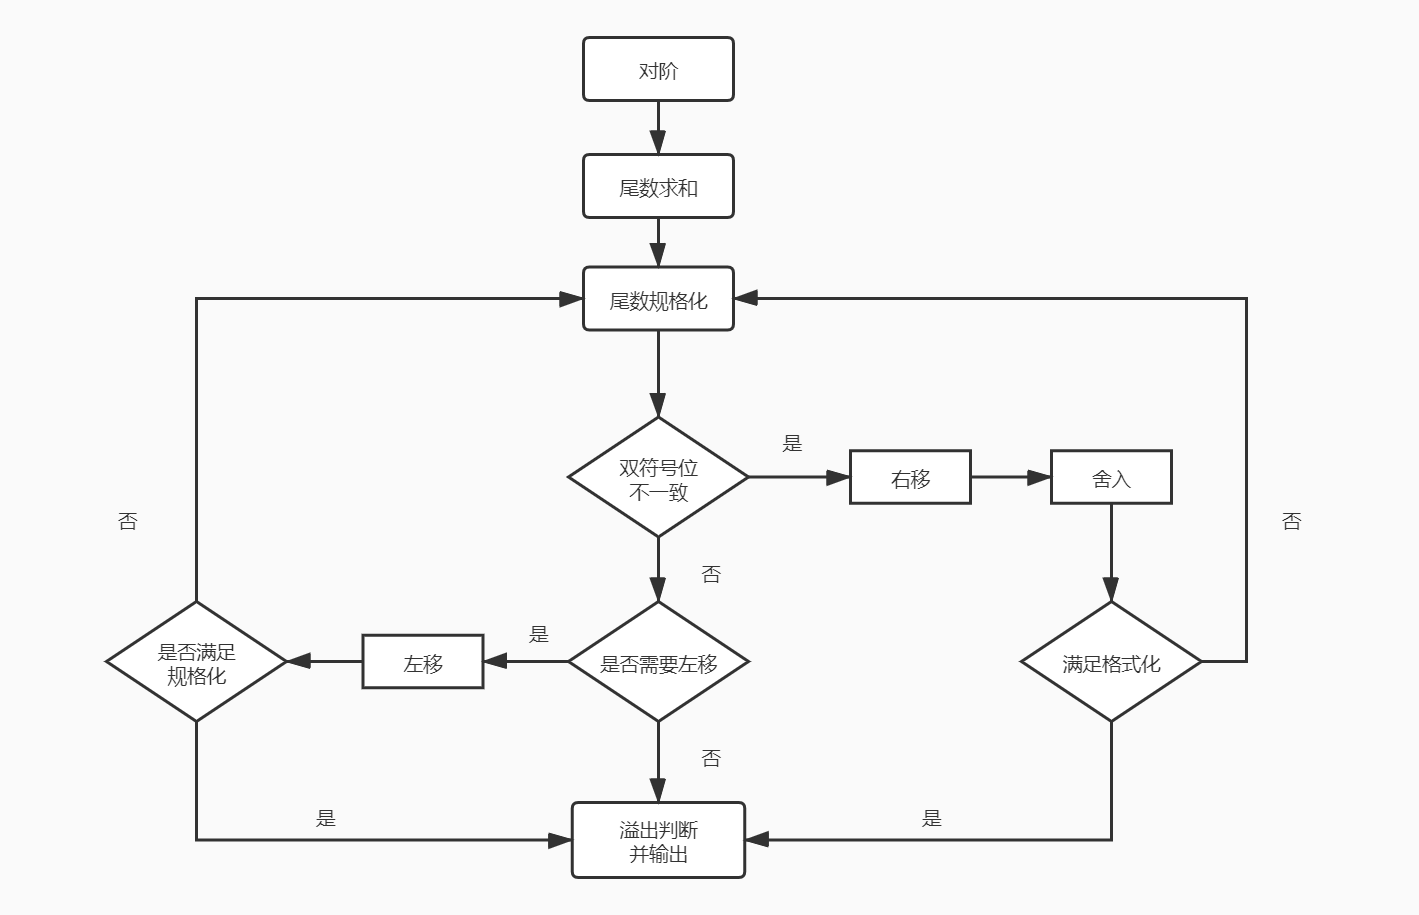 对阶
尾数求和
尾数规格化
双符号位
不一致
是
右移
舍入
否
否
否
是
是否满足
规格化
左移
是否需要左移
满足格式化
否
是
是
溢出判断
并输出